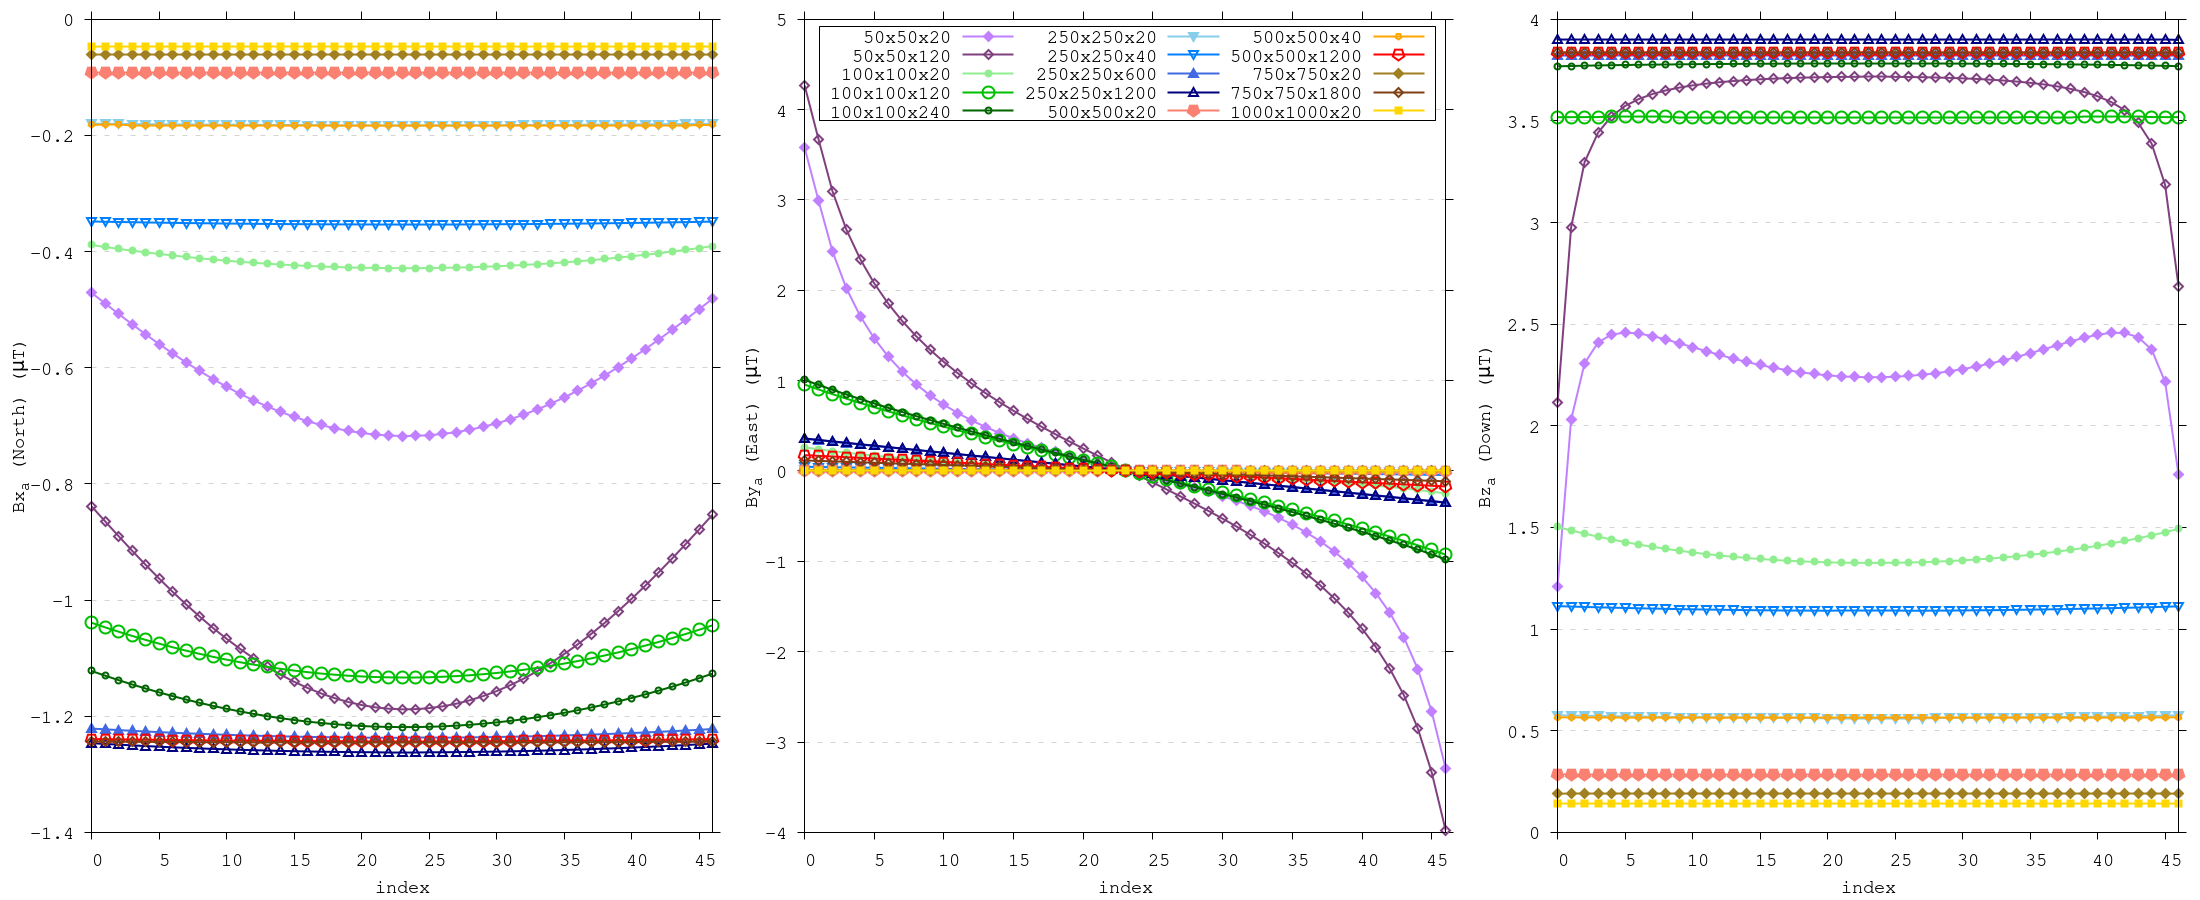 Bx_a (North) (μT)
0
-0.2
-0.4
-0.6
-0.8
-1
-1.2
-1.4
0 5 10 15 20 25 30 35 40 45
index
By_a (East) (μT)
5
4
3
2
1
0
-1
-2
-3
-4
50x50x20
50x50x120
100x100x20
100x100x120
100x100x240
250x250x20
250x250x40
250x250x600
250x250x1200
500x500x20
500x500x40
500x500x1200
750x750x20
750x750x1800
1000x1000x20
0 5 10 15 20 25 30 35 40 45
index
Bz_a (Down) (μT)
4
3.5
3
2.5
2
1.5
1
0.5
0
0 5 10 15 20 25 30 35 40 45
index